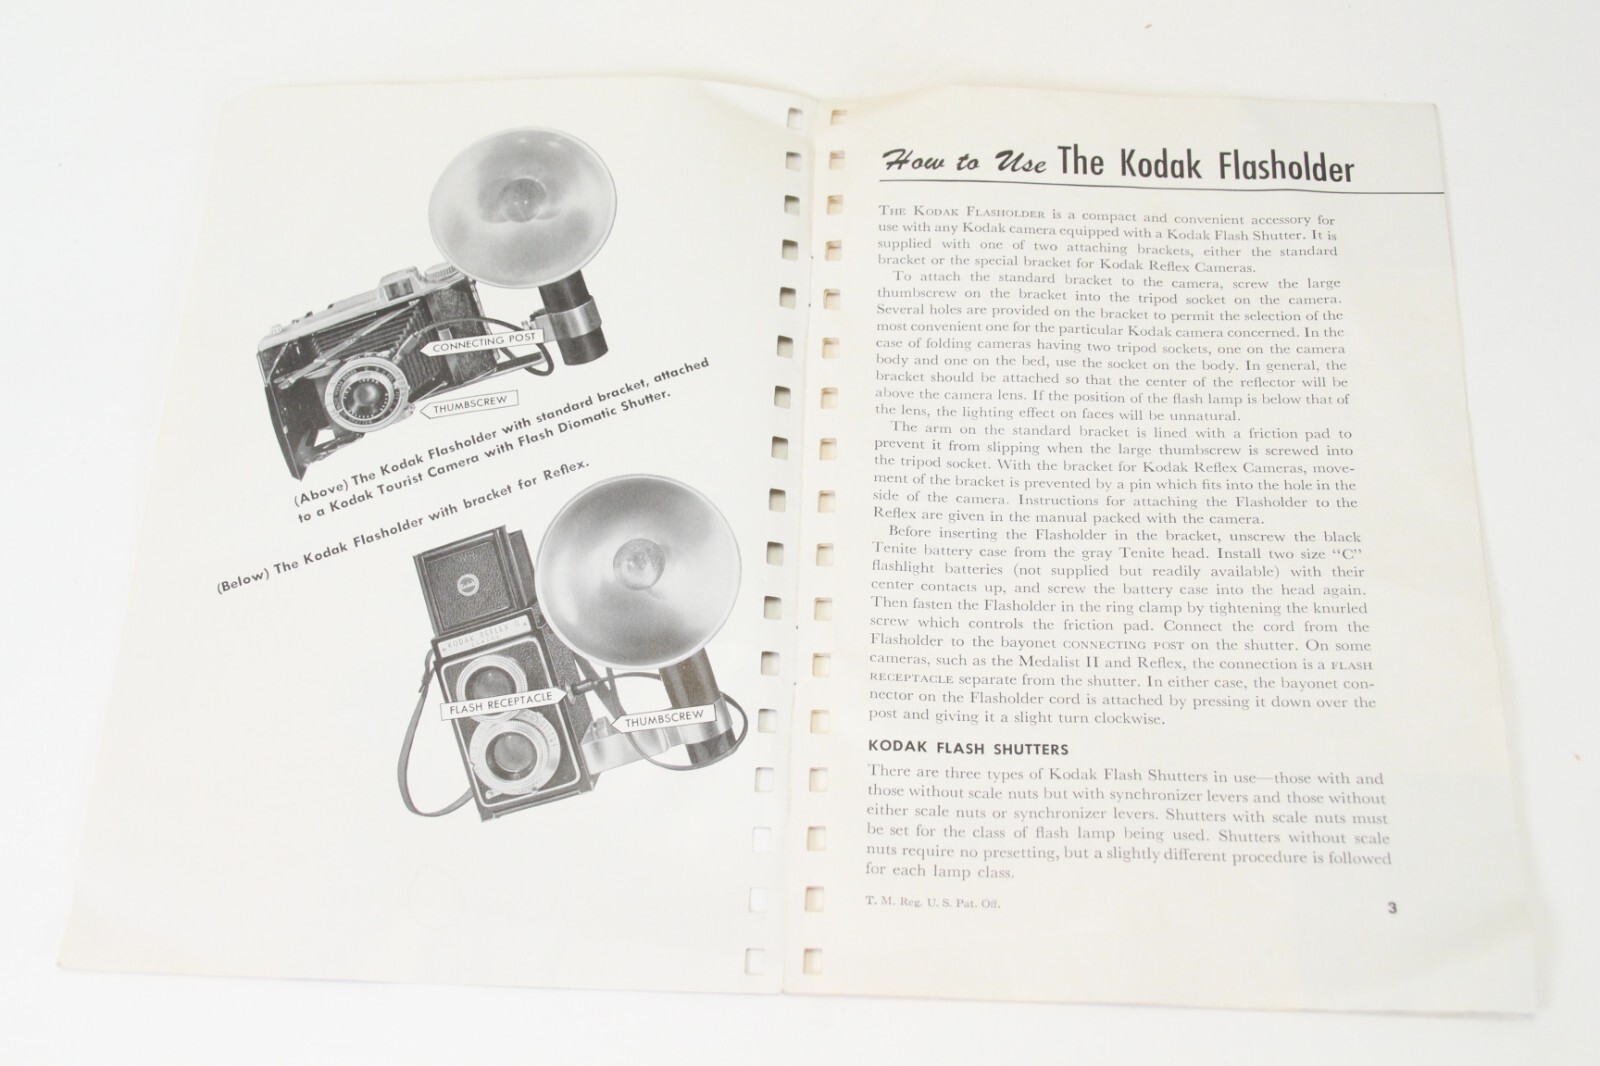 CONNECTING POST
THUMBSCREW
(Above) The Kodak Flasholder with standard bracket, attached
to a Kodak Tourist Camera with Flash Diomatic Shutter.
(Below) The Kodak Flasholder with bracket for Reflex.
Kodak
KODAK REFLEX II
FLASH RECEPTACLE
THUMBSCREW
How to Use The Kodak Flasholder
THE KODAK FLASHOLDER is a compact and convenient accessory for
use with any Kodak camera equipped with a Kodak Flash Shutter. It is
supplied with one of two attaching brackets, either the standard
bracket or the special bracket for Kodak Reflex Cameras.
To attach the standard bracket to the camera, screw the large
thumbscrew on the bracket into the tripod socket on the camera.
Several holes are provided on the bracket to permit the selection of the
most convenient one for the particular Kodak camera concerned. In the
case of folding cameras having two tripod sockets, one on the camera
body and one on the bed, use the socket on the body. In general, the
bracket should be attached so that the center of the reflector will be
above the camera lens. If the position of the flash lamp is below that of
the lens, the lighting effect on faces will be unnatural.
The arm on the standard bracket is lined with a friction pad to
prevent it from slipping when the large thumbscrew is screwed into
the tripod socket. With the bracket for Kodak Reflex Cameras, move-
ment of the bracket is prevented by a pin which fits into the hole in the
side of the camera. Instructions for attaching the Flasholder to the
Reflex are given in the manual packed with the camera.
Before inserting the Flasholder in the bracket, unscrew the black
Tenite battery case from the gray Tenite head. Install two size “C”
flashlight batteries (not supplied but readily available) with their
center contacts up, and screw the battery case into the head again.
Then fasten the Flasholder in the ring clamp by tightening the knurled
screw which controls the friction pad. Connect the cord from the
Flasholder to the bayonet CONNECTING POST on the shutter. On some
cameras, such as the Medalist II and Reflex, the connection is a FLASH
RECEPTACLE separate from the shutter. In either case, the bayonet con-
nector on the Flasholder cord is attached by pressing it down over the
post and giving it a slight turn clockwise.
KODAK FLASH SHUTTERS
There are three types of Kodak Flash Shutters in use—those with and
those without scale nuts but with synchronizer levers and those without
either scale nuts or synchronizer levers. Shutters with scale nuts must
be set for the class of flash lamp being used. Shutters without scale
nuts require no presetting, but a slightly different procedure is followed
for each lamp class.
T. M. Reg. U. S. Pat. Off.
3